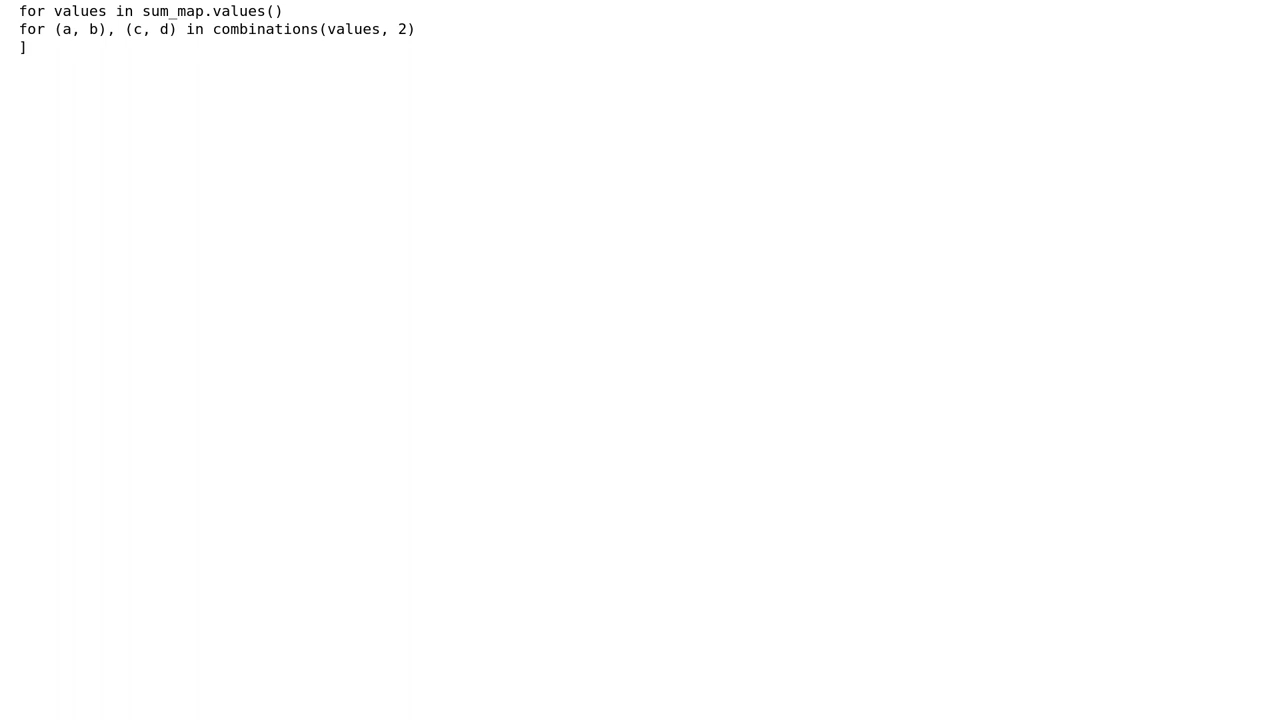 for values in sum_map.values()
for (a, b), (c, d) in combinations(values, 2)
]